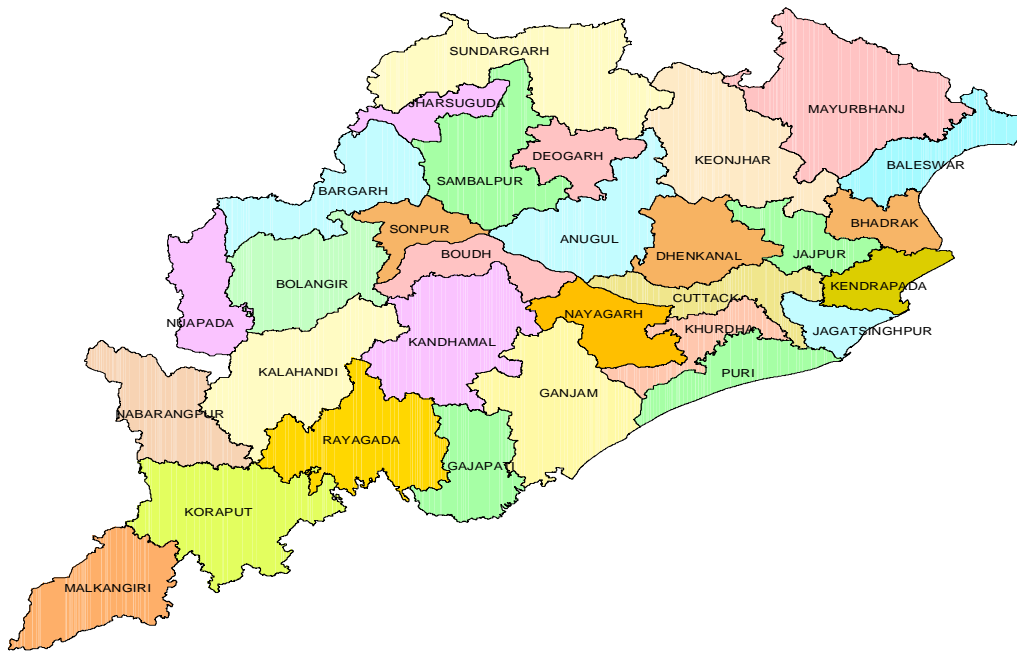 SUNDARGARH
JHARSUGUDA
MAYURBHANJ
DEOGARH
KEONJHAR
BALESWAR
SAMBALPUR
BARGARH
SONPUR
BHADRAK
ANUGUL
BOUDH
DHENKANAL
JAJPUR
BOLANGIR
KENDRAPADA
CUTTACK
NAYAGARH
NUAPADA
KHURDHA
JAGATSINGHPUR
KANDHAMAL
KALAHANDI
PURI
GANJAM
NABARANGPUR
RAYAGADA
GAJAPATI
KORAPUT
MALKANGIRI